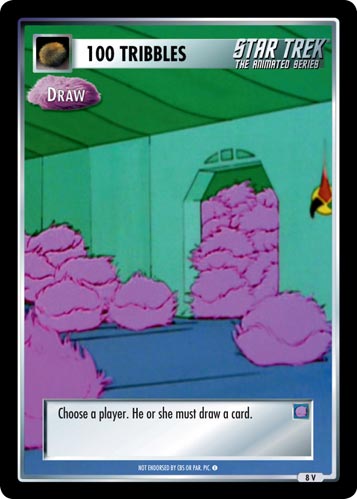 100 TRIBBLES
STAR TREK
THE ANIMATED SERIES
DRAW
Choose a player. He or she must draw a card.
NOT ENDORSED BY CBS OR PAR. PIC.
8 V